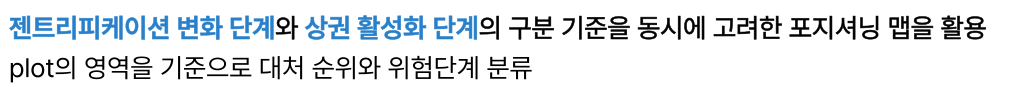 젠트리피케이션 변화 단계와 상권 활성화 단계의 구분 기준을 동시에 고려한 포지셔닝 맵을 활용
plot의 영역을 기준으로 대처 순위와 위험단계 분류